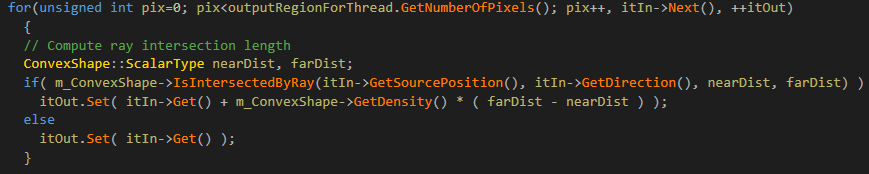 for(unsigned int pix=0; pix<outputRegionForThread.GetNumberOfPixels(); pix++, itIn->Next(), ++itOut)
{
// Compute ray intersection length
ConvexShape::ScalarType nearDist, farDist;
if( m_ConvexShape->IsIntersectedByRay(itIn->GetSourcePosition(), itIn->GetDirection(), nearDist, farDist) )
itOut.Set( itIn->Get() + m_ConvexShape->GetDensity() * ( farDist - nearDist ) );
else
itOut.Set( itIn->Get() );
}